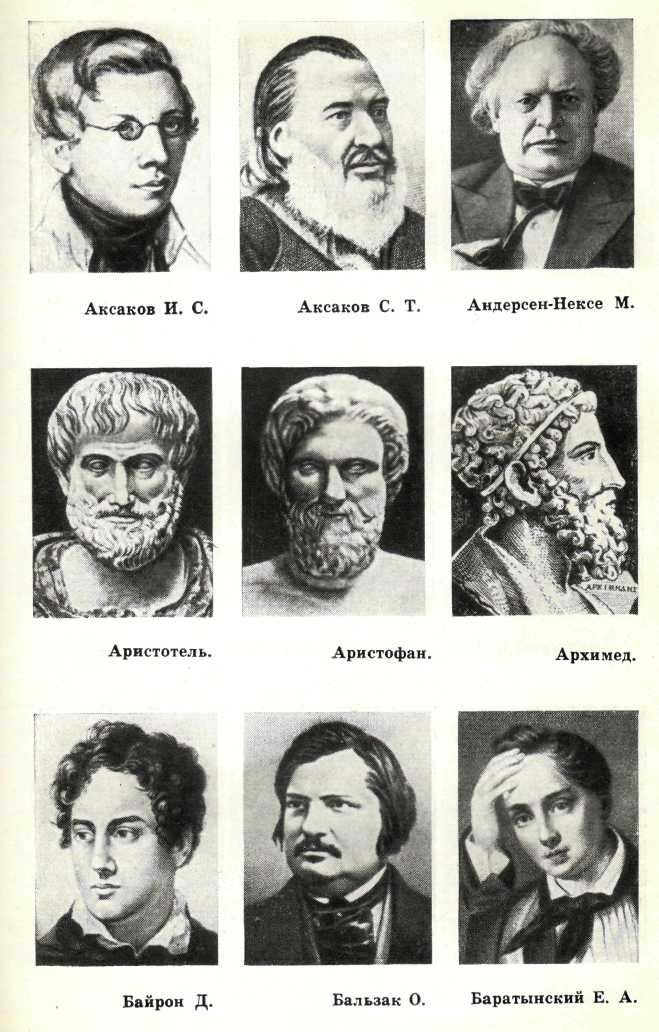 Аксаков И. С.
Аксаков С. Т.
Андерсен-Нексе М.
Аристотель.
Аристофан.
Архимед.
Байрон Д.
Бальзак О.
Баратынский Е. А.